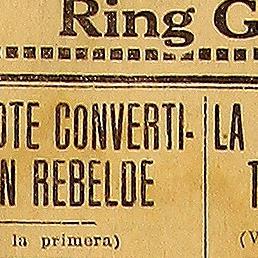 Ring G
OTE CONVERTI-
N REBELDE
la primera)
LA
(V